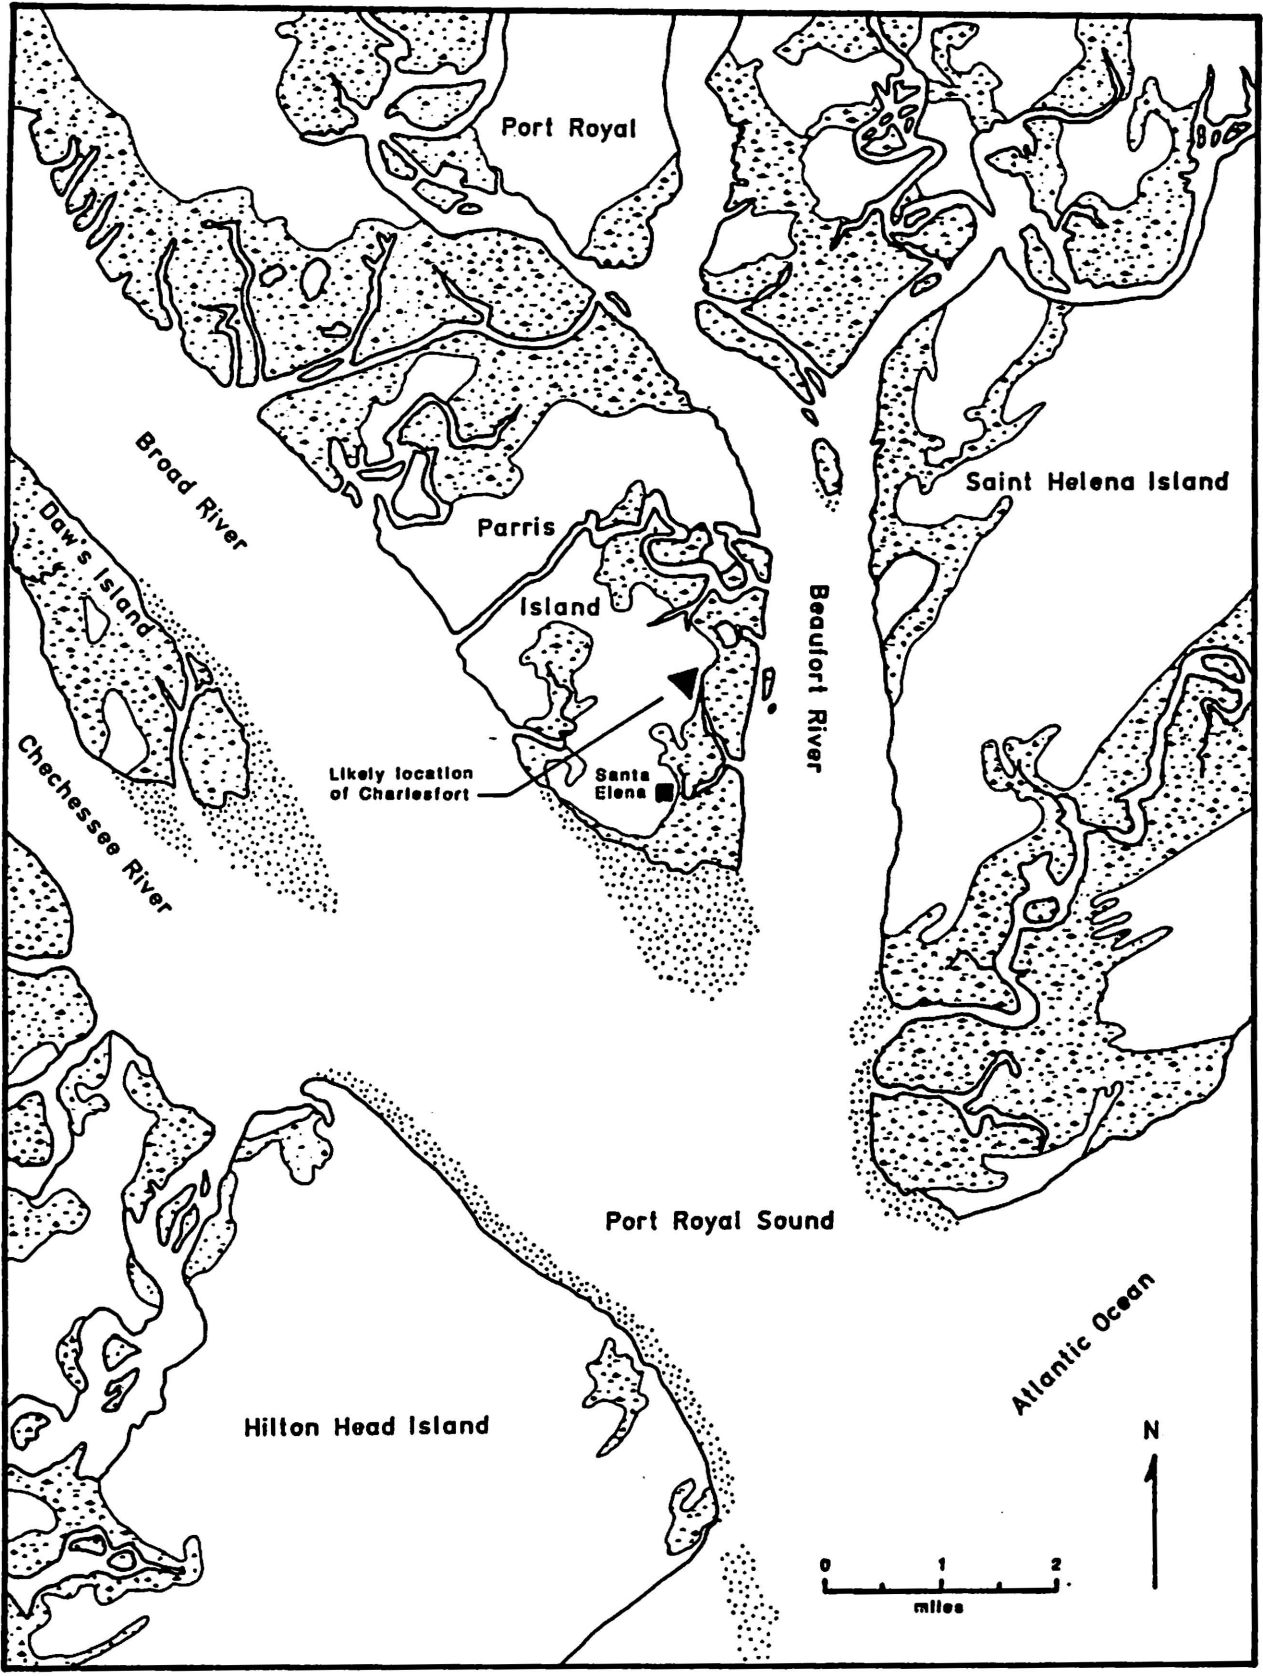 Port Royal
Broad River
Saint Helena Island
Daw's Island
Parris
Island
Beaufort River
Chechessee River
Likely location
of Charlesfort
Santa
Elena
Port Royal Sound
Atlantic Ocean
Hilton Head Island
N
0 1 2
miles